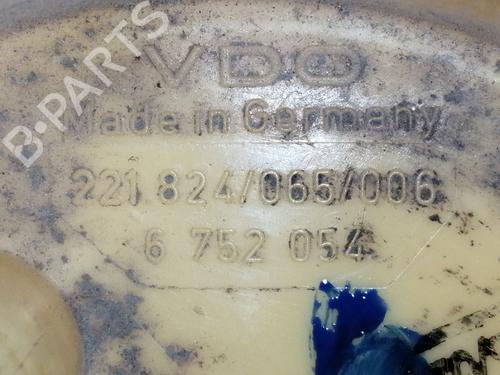 B-PARTS
VDO
Made in Germany
221 824/065/006
6 752 054